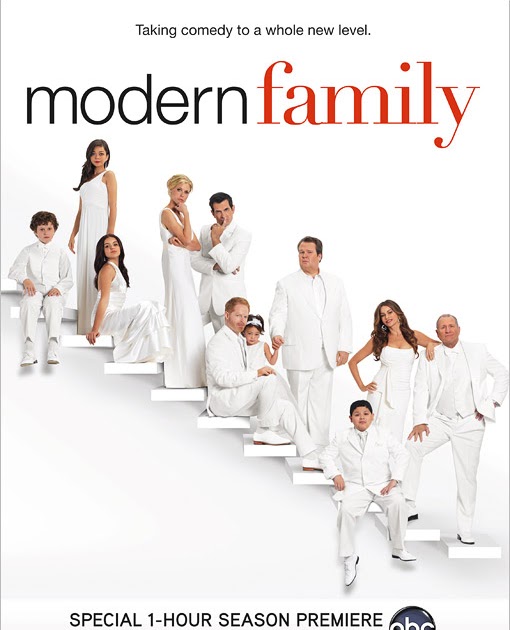 Taking comedy to a whole new level.
modern family
SPECIAL 1-HOUR SEASON PREMIERE abc